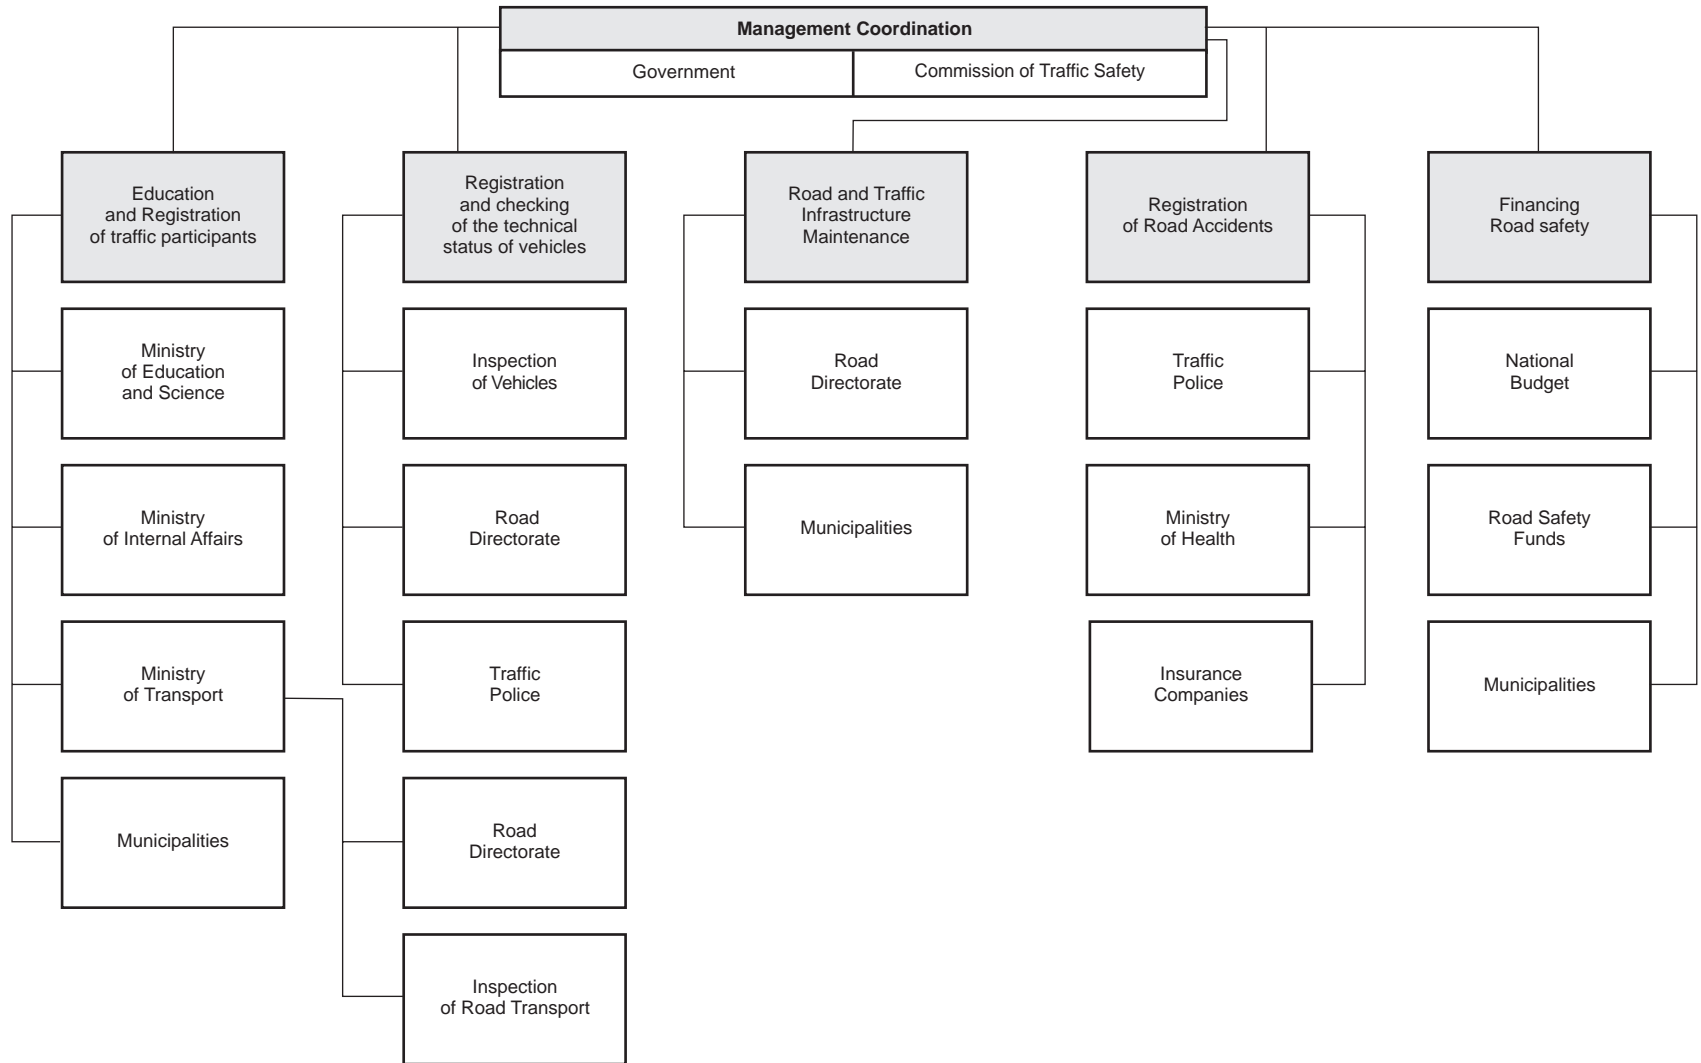 Management Coordination
Government
Commission of Traffic Safety
Education
and Registration
of traffic participants
Registration
and checking
of the technical
status of vehicles
Road and Traffic
Infrastructure
Maintenance
Registration
of Road Accidents
Financing
Road safety
Ministry
of Education
and Science
Inspection
of Vehicles
Road
Directorate
Traffic
Police
National
Budget
Ministry
of Internal Affairs
Road
Directorate
Municipalities
Ministry
of Health
Road Safety
Funds
Ministry
of Transport
Traffic
Police
Insurance
Companies
Municipalities
Municipalities
Road
Directorate
Inspection
of Road Transport